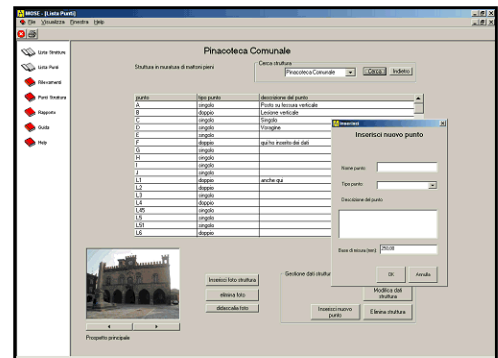 MOSE - [Lista Punti]
File Visualizza Finestra Help
Lista Strutture
Lista Punti
Rilevamenti
Punti Struttura
Rapporto
Guida
Help
Pinacoteca Comunale
Struttura in muratura di mattoni pieni
Cerca struttura
Pinacoteca Comunale
Cerca
Indietro
punto tipo punto descrizione del punto
A singolo Posto su fessura verticale
B doppio Lesione verticale
C singolo Singolo
D singolo Voragine
E singolo
F doppio qui ho inserito dei dati
G singolo
H singolo
I singolo
J singolo
L1 doppio anche qui
L2 doppio
L3 singolo
L4 doppio
L45 singolo
L5 singolo
L51 singolo
L6 doppio
Inserisci
Inserisci nuovo punto
Nome punto
Tipo punto
Descrizione del punto
Base di misura (mm)
OK
Annulla
Prospetto principale
Inserisci foto struttura
elimina foto
didascalie foto
Gestione dati struttura
Modifica dati struttura
Inserisci nuovo punto
Elimina struttura